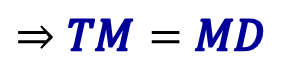 ⇒ TM = MD